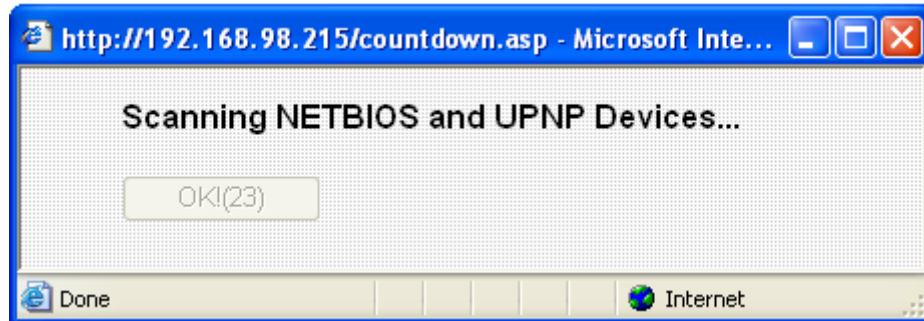 http://192.168.98.215/countdown.asp - Microsoft Inte...
Scanning NETBIOS and UPNP Devices...
OK!(23)
Done
Internet